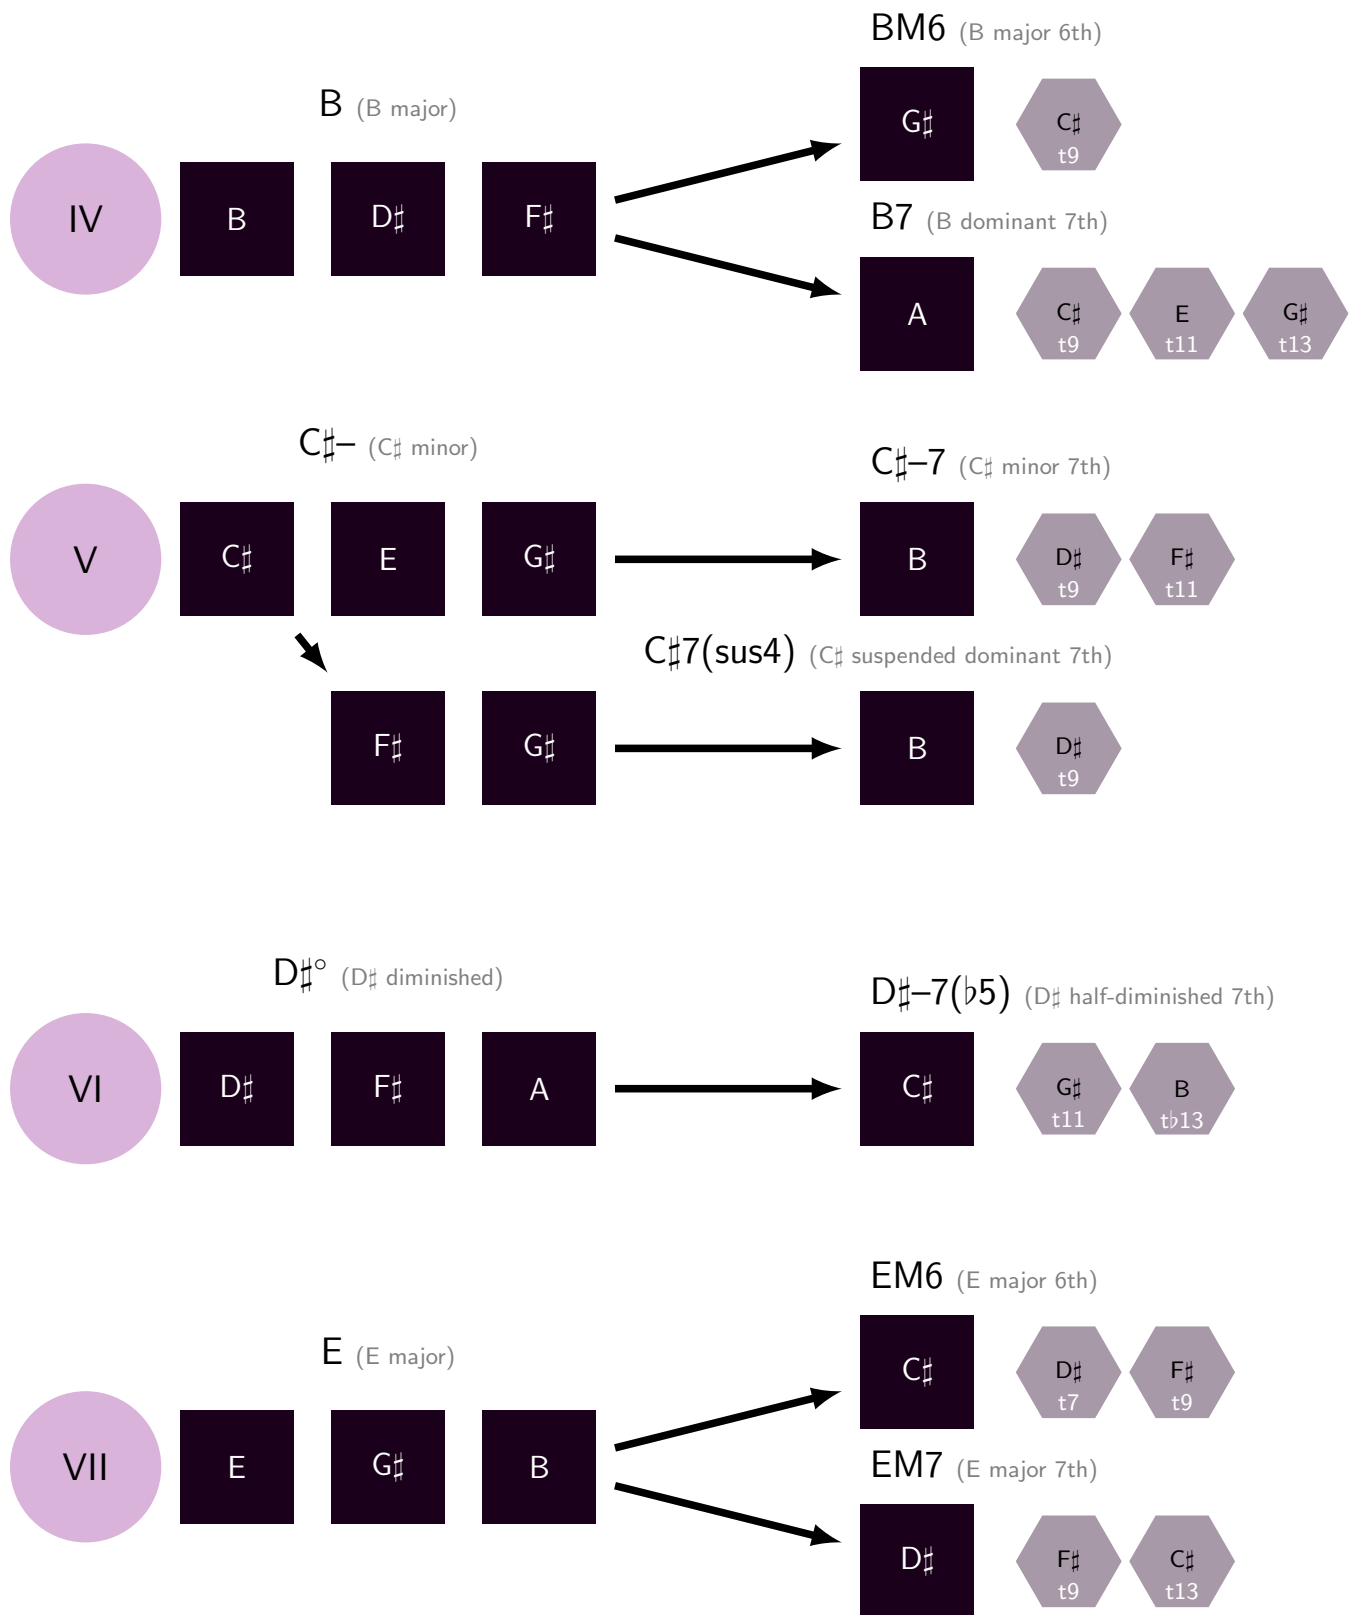 BM6 (B major 6th)
B (B major)
G♯ C♯
t9
IV B D♯ F♯
B7 (B dominant 7th)
A C♯ E G♯
t9 t11 t13
C♯– (C♯ minor)
C♯–7 (C♯ minor 7th)
V C♯ E G♯ B D♯ F♯
t9 t11
C♯7(sus4) (C♯ suspended dominant 7th)
F♯ G♯ B D♯
t9
D♯° (D♯ diminished)
D♯–7(♭5) (D♯ half-diminished 7th)
VI D♯ F♯ A C♯ G♯ B
t11 t♭13
EM6 (E major 6th)
E (E major)
C♯ D♯ F♯
t7 t9
VII E G♯ B
EM7 (E major 7th)
D♯ F♯ C♯
t9 t13